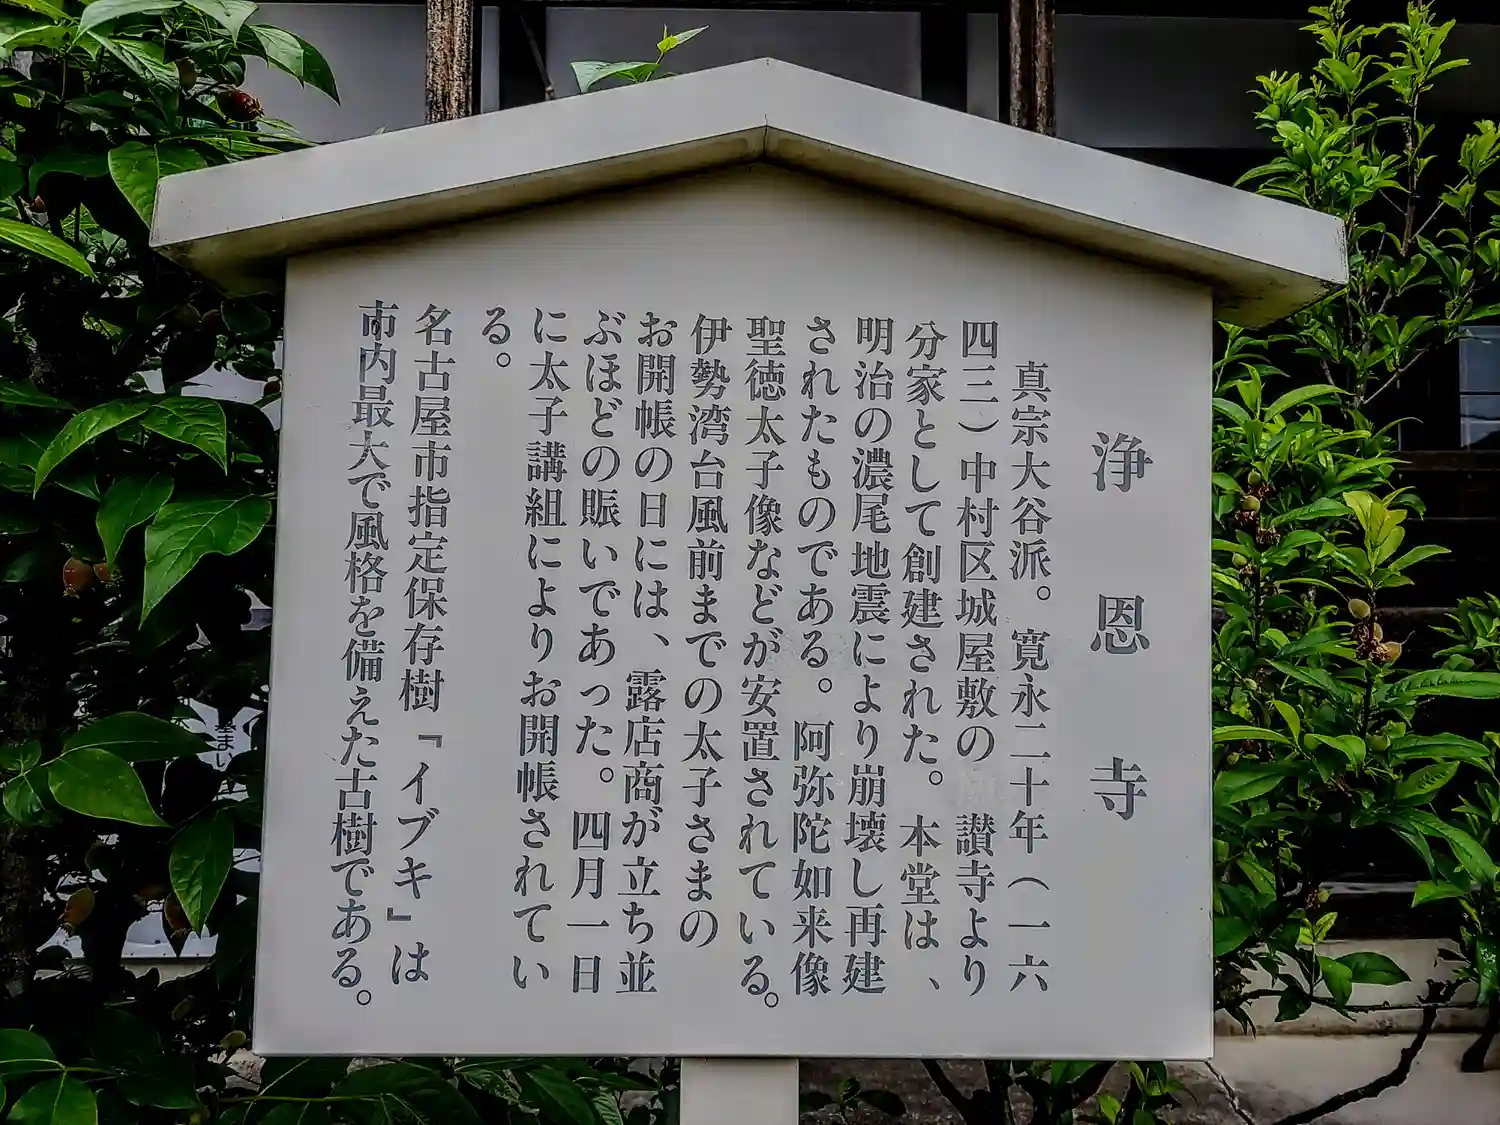 浄恩寺
真宗大谷派。寛永二十年（一六
四三）中村区城屋敷の讃寺より
分家として創建された。本堂は、
明治の濃尾地震により崩壊し再建
されたものである。阿弥陀如来像
聖徳太子像などが安置されている。
伊勢湾台風前までの太子さまの
お開帳の日には、露店商が立ち並
ぶほどの賑いであった。四月一日
に太子講組によりお開帳されてい
る。
名古屋市指定保存樹『イブキ』は
市内最大で風格を備えた古樹である。